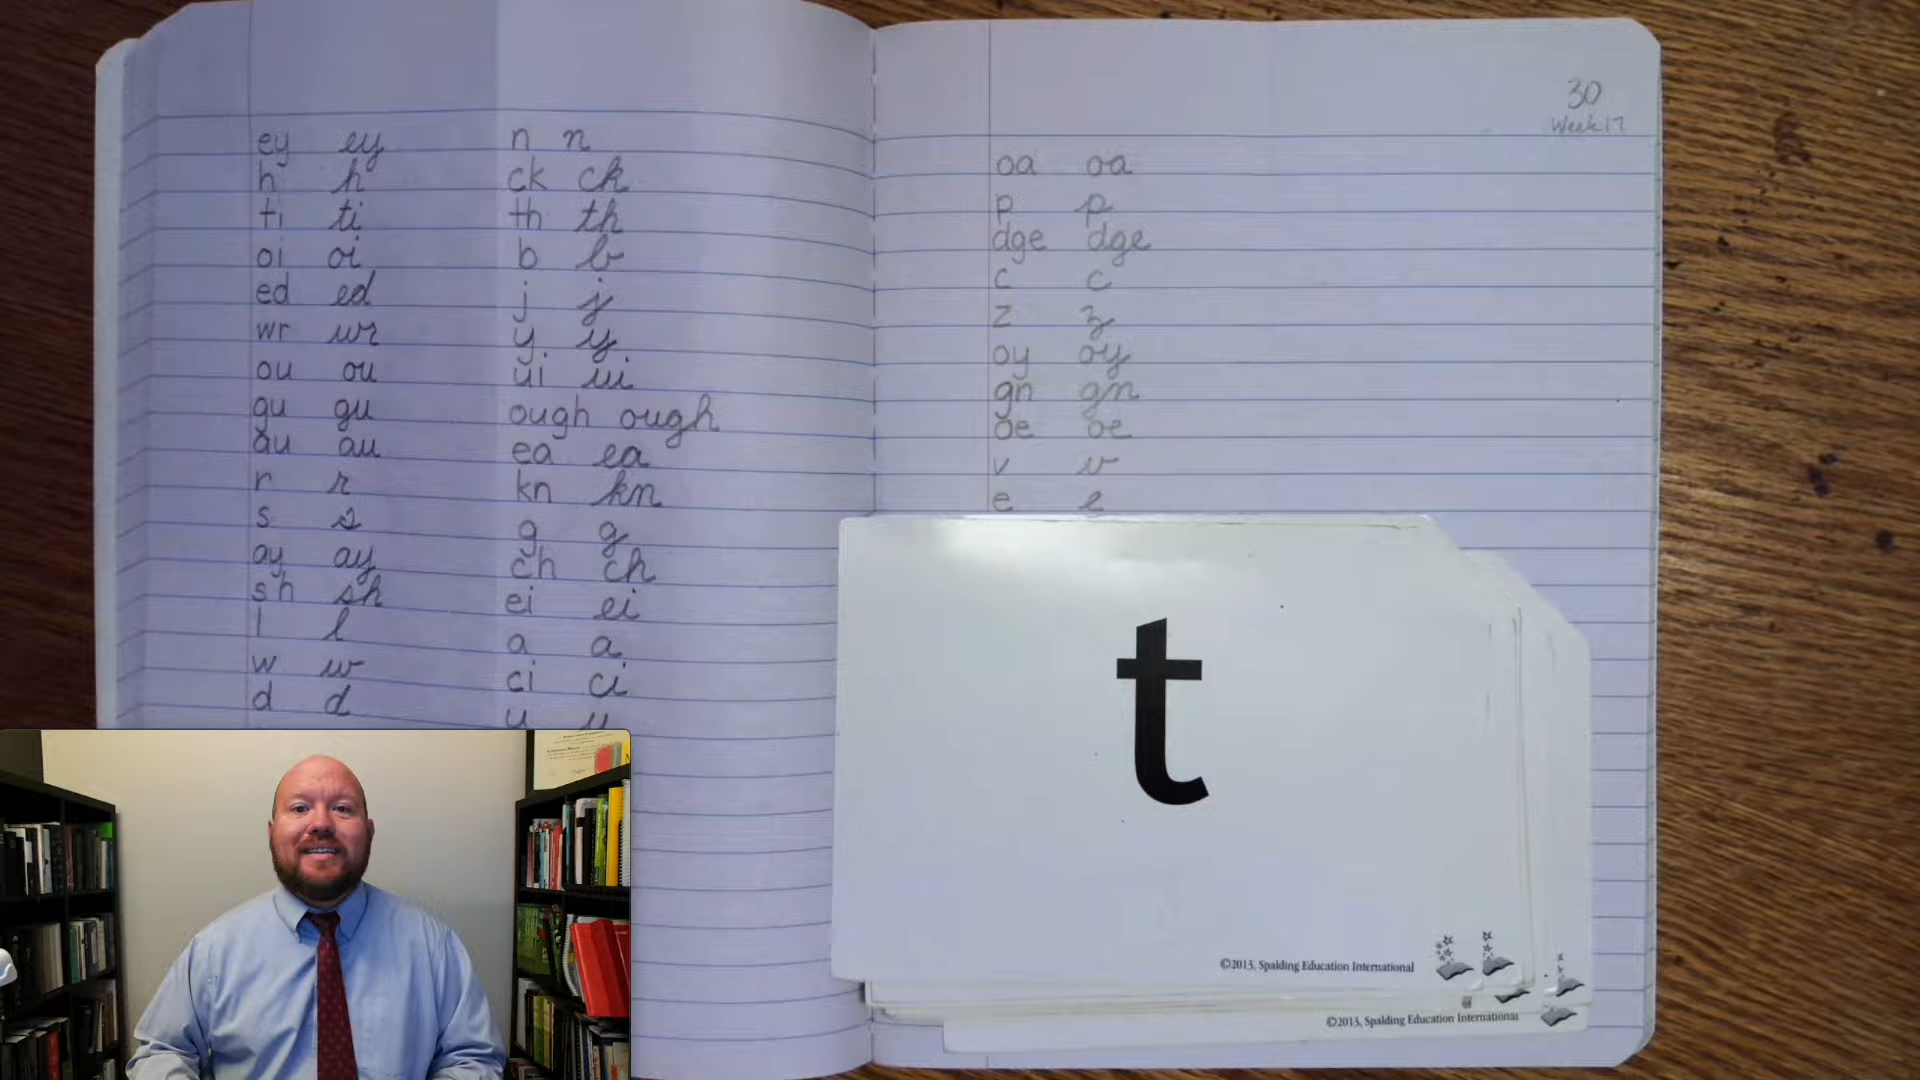 ey ey
h h
ti ti
oi oi
ed ed
wr wr
ou ou
gu gu
au au
r r
s s
ay ay
sh sh
l l
w w
d d
n n
ck ck
th th
b b
j j
y y
ui ui
ough ough
ea ea
kn kn
g g
ch ch
ei ei
a a
ci ci
u u
30
Week 17
oa oa
p p
dge dge
c c
z z
oy oy
gn gn
oe oe
v v
e e
t
©2013, Spalding Education International
©2013, Spalding Education International